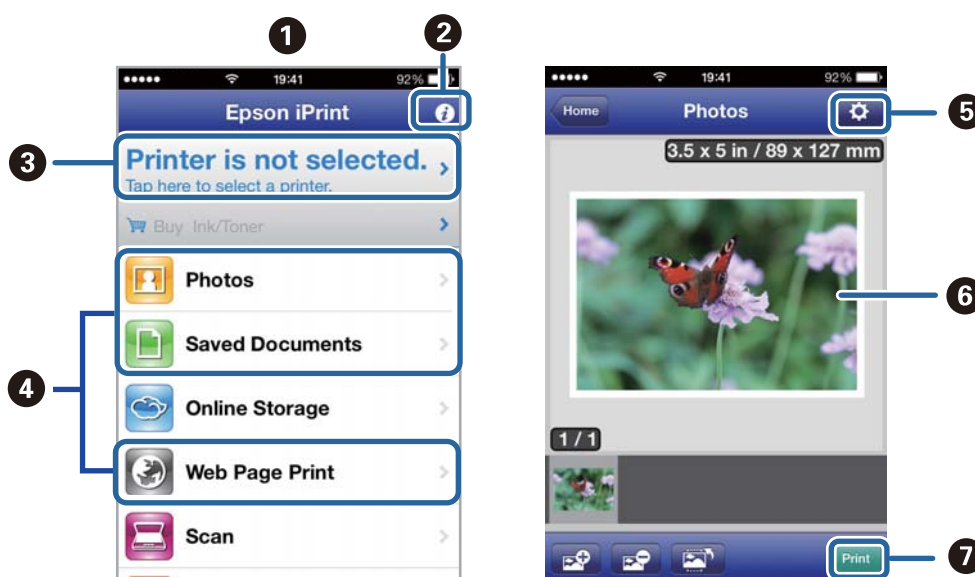 1
2
19:41
92%
Epson iPrint
i
3
Printer is not selected.
Tap here to select a printer.
Buy Ink/Toner
4
Photos
Saved Documents
Online Storage
Web Page Print
Scan
19:41
92%
Home
Photos
5
3.5 x 5 in / 89 x 127 mm
6
1/1
Print
7